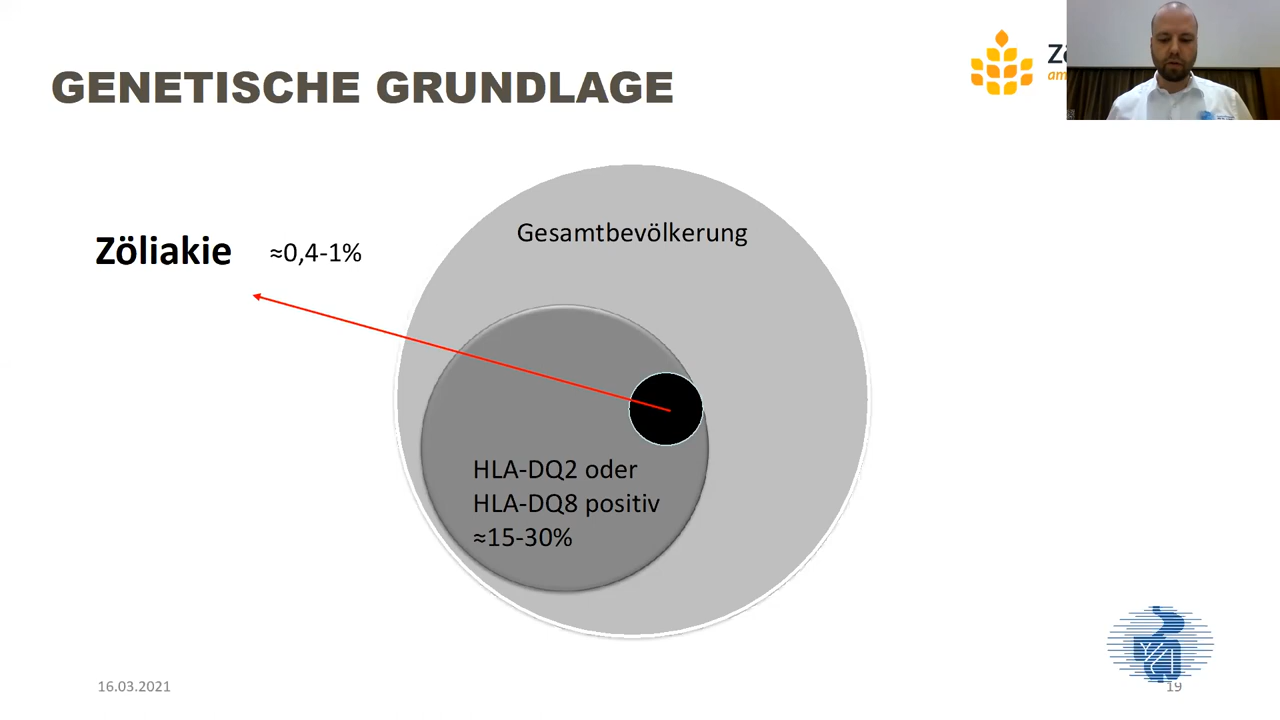 GENETISCHE GRUNDLAGE
Zöliakie
≈0,4-1%
Gesamtbevölkerung
HLA-DQ2 oder
HLA-DQ8 positiv
≈15-30%
16.03.2021
19